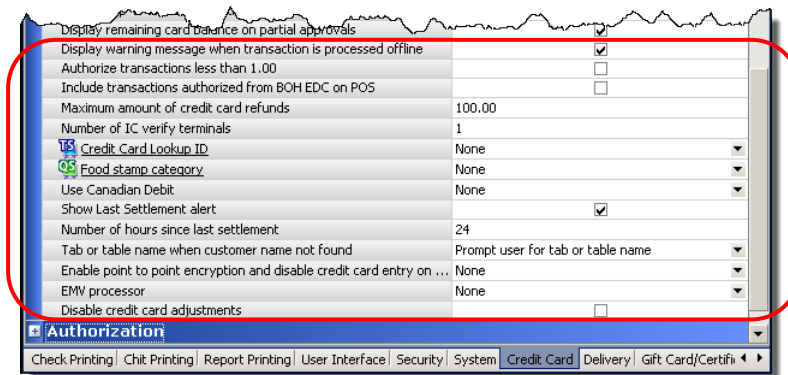 Display remaining card balance on partial approvals
Display warning message when transaction is processed offline
Authorize transactions less than 1.00
Include transactions authorized from BOH EDC on POS
Maximum amount of credit card refunds 100.00
Number of IC verify terminals 1
TS Credit Card Lookup ID None
QS Food stamp category None
Use Canadian Debit None
Show Last Settlement alert
Number of hours since last settlement 24
Tab or table name when customer name not found Prompt user for tab or table name
Enable point to point encryption and disable credit card entry on ... None
EMV processor None
Disable credit card adjustments
Authorization
Check Printing Chit Printing Report Printing User Interface Security System Credit Card Delivery Gift Card/Certifi